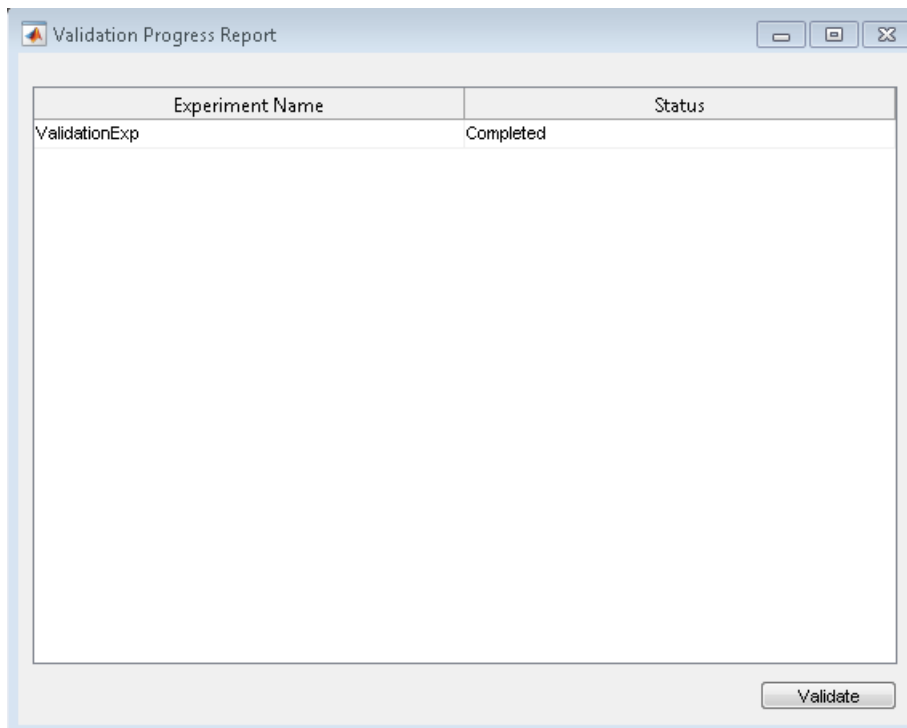 Validation Progress Report
Experiment Name Status
ValidationExp Completed
Validate